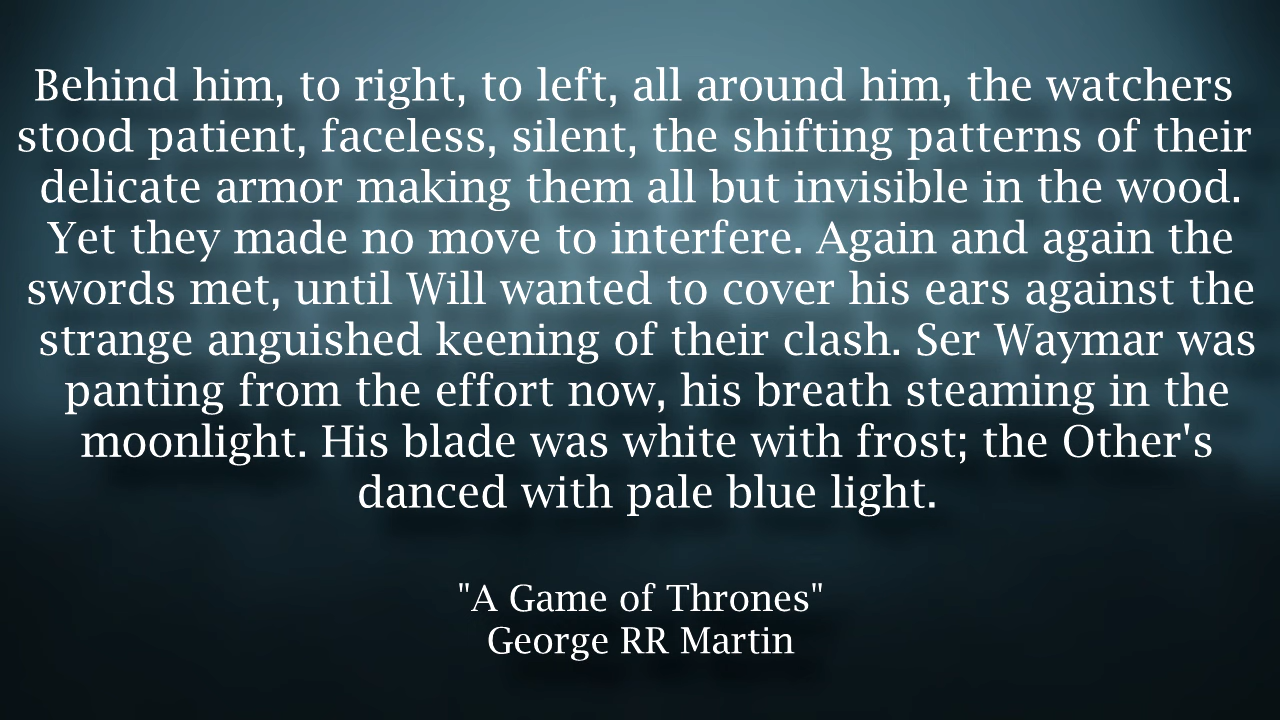 Behind him, to right, to left, all around him, the watchers
stood patient, faceless, silent, the shifting patterns of their
delicate armor making them all but invisible in the wood.
Yet they made no move to interfere. Again and again the
swords met, until Will wanted to cover his ears against the
strange anguished keening of their clash. Ser Waymar was
panting from the effort now, his breath steaming in the
moonlight. His blade was white with frost; the Other's
danced with pale blue light.
"A Game of Thrones"
George RR Martin